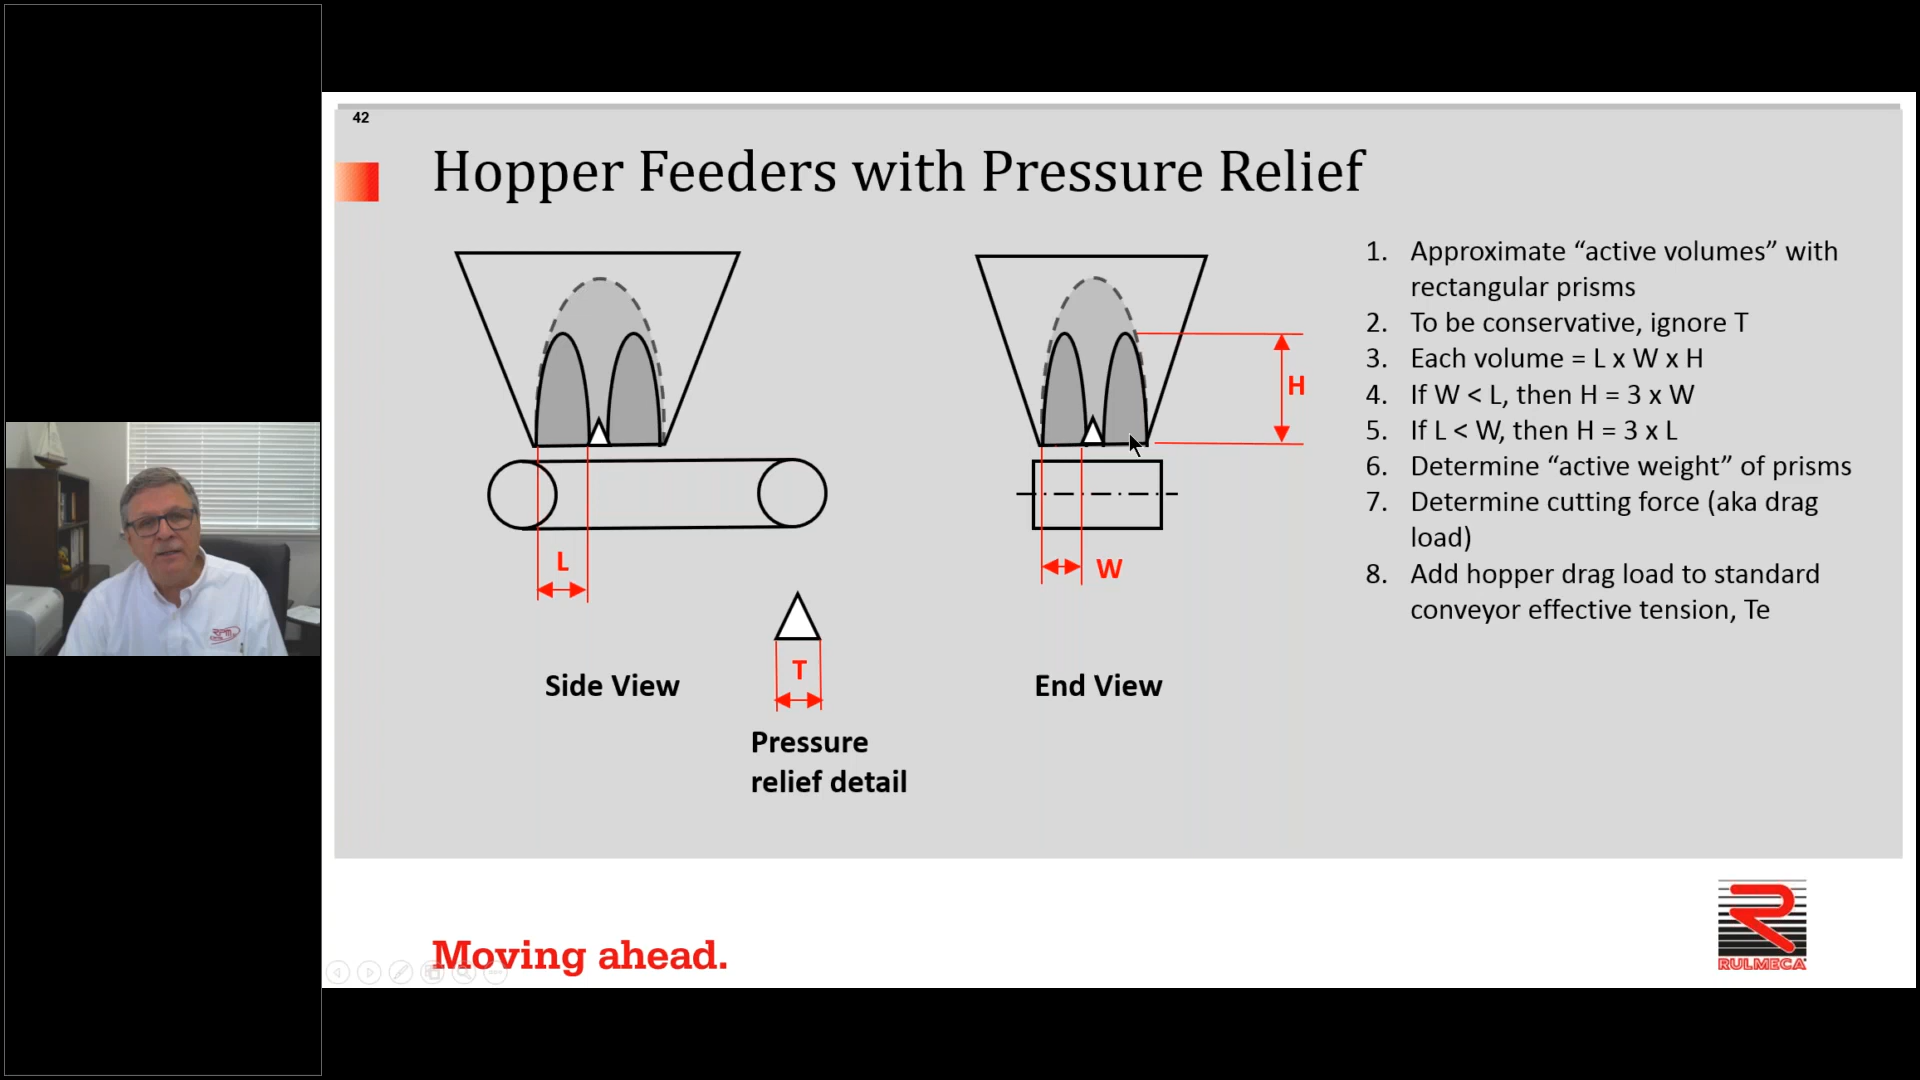 42
Hopper Feeders with Pressure Relief
1. Approximate “active volumes” with
rectangular prisms
2. To be conservative, ignore T
3. Each volume = L x W x H
4. If W < L, then H = 3 x W
5. If L < W, then H = 3 x L
6. Determine “active weight” of prisms
7. Determine cutting force (aka drag
load)
8. Add hopper drag load to standard
conveyor effective tension, Te
H
L
W
T
Side View
End View
Pressure
relief detail
Moving ahead.
RULMECA